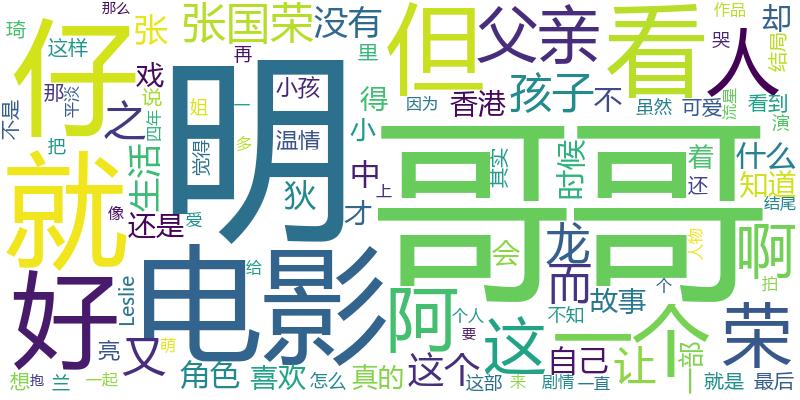 那么
琦
仔
张
张国荣
没有
但
父亲
看
人
作品
却
哭
结局
这样
戏
再
里
不是
那
平淡
说
四年
之
姐
一
小孩
得
因为
香港
孩子
不
虽然
可爱
流星
看到
演
把
觉得
多
温情
小
明
哥哥
就
生活
狄
中
上
其实
时候
着
还
什么
知道
结尾
像
还是
爱
才
会
龙
而
人物
啊
好
电影
给
Leslie
阿
个人
要
不知
故事
个
拍
亮
又
萌
这
一个
一部
荣
想
抱
兰
一起
角色
喜欢
怎么
真的
这个
这部
来
自己
剧情
一直
让
就是
最后